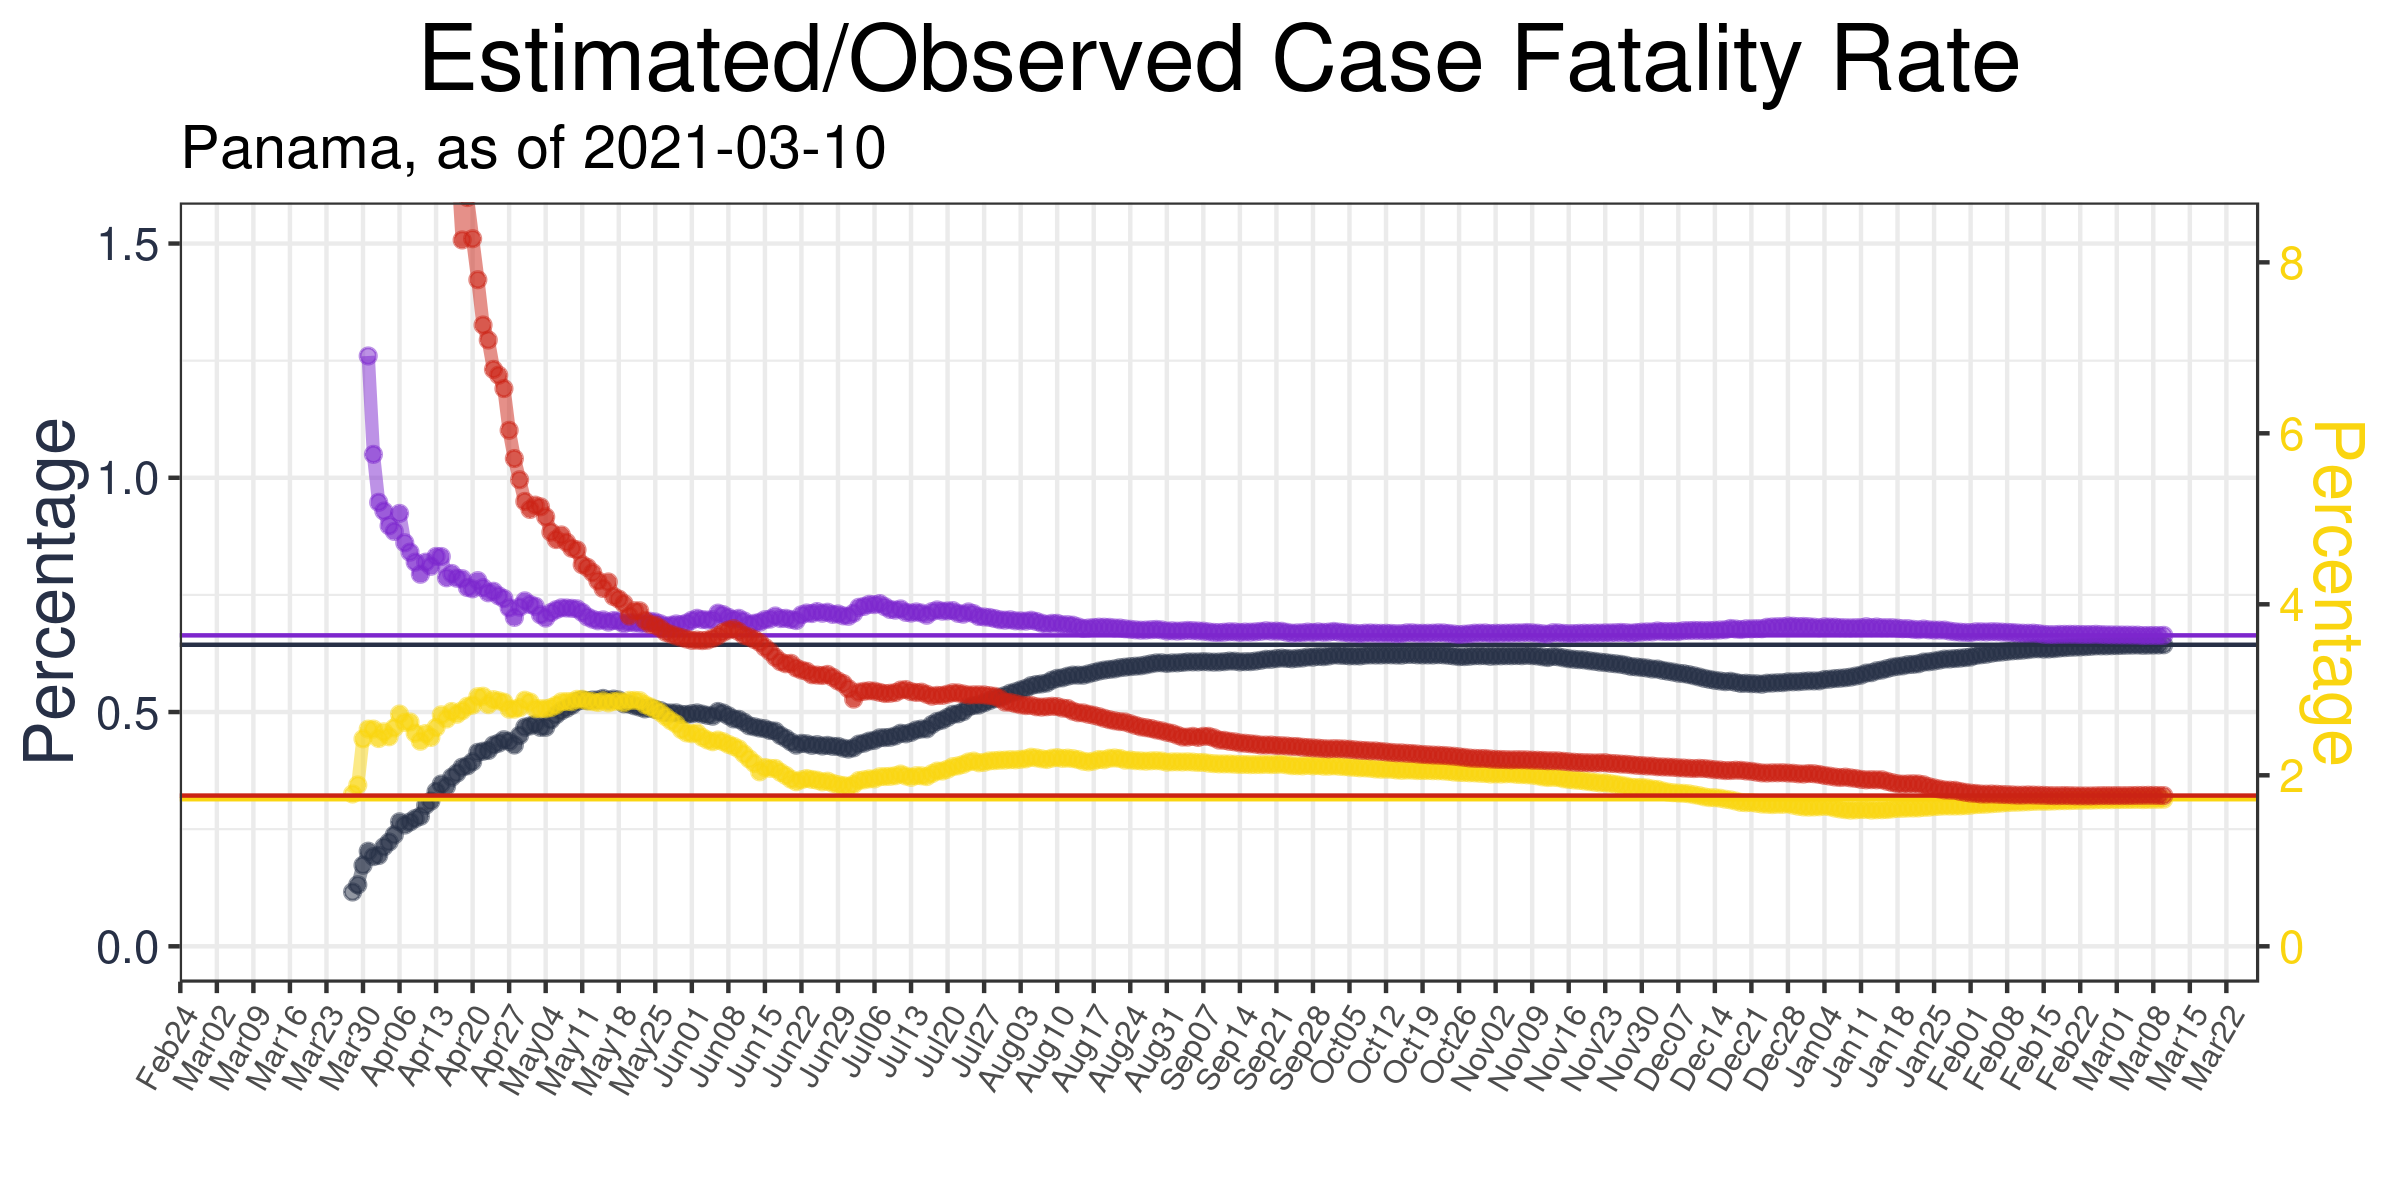 Estimated/Observed Case Fatality Rate
Panama, as of 2021-03-10
Percentage
1.5
1.0
0.5
0.0
8
6
4
2
0
Percentage
Feb24
Mar02
Mar09
Mar16
Mar23
Mar30
Apr06
Apr13
Apr20
Apr27
May04
May11
May18
May25
Jun01
Jun08
Jun15
Jun22
Jun29
Jul06
Jul13
Jul20
Jul27
Aug03
Aug10
Aug17
Aug24
Aug31
Sep07
Sep14
Sep21
Sep28
Oct05
Oct12
Oct19
Oct26
Nov02
Nov09
Nov16
Nov23
Nov30
Dec07
Dec14
Dec21
Dec28
Jan04
Jan11
Jan18
Jan25
Feb01
Feb08
Feb15
Feb22
Mar01
Mar08
Mar15
Mar22